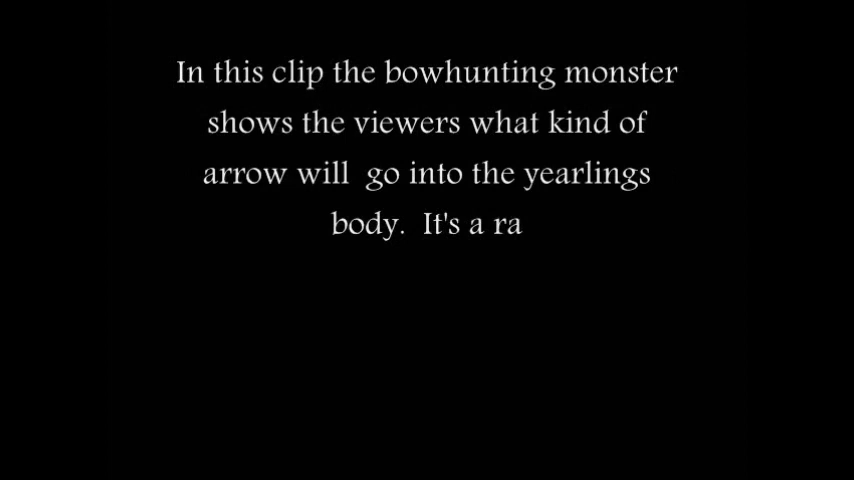 In this clip the bowhunting monster
shows the viewers what kind of
arrow will  go into the yearlings
body.  It's a ra